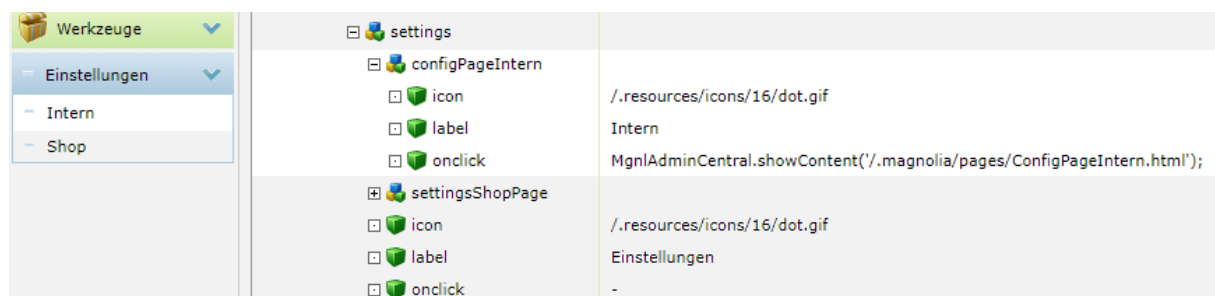 Werkzeuge
Einstellungen
Intern
Shop
settings
configPageIntern
icon /.resources/icons/16/dot.gif
label Intern
onclick MgnlAdminCentral.showContent('/.magnolia/pages/ConfigPageIntern.html');
settingsShopPage
icon /.resources/icons/16/dot.gif
label Einstellungen
onclick -